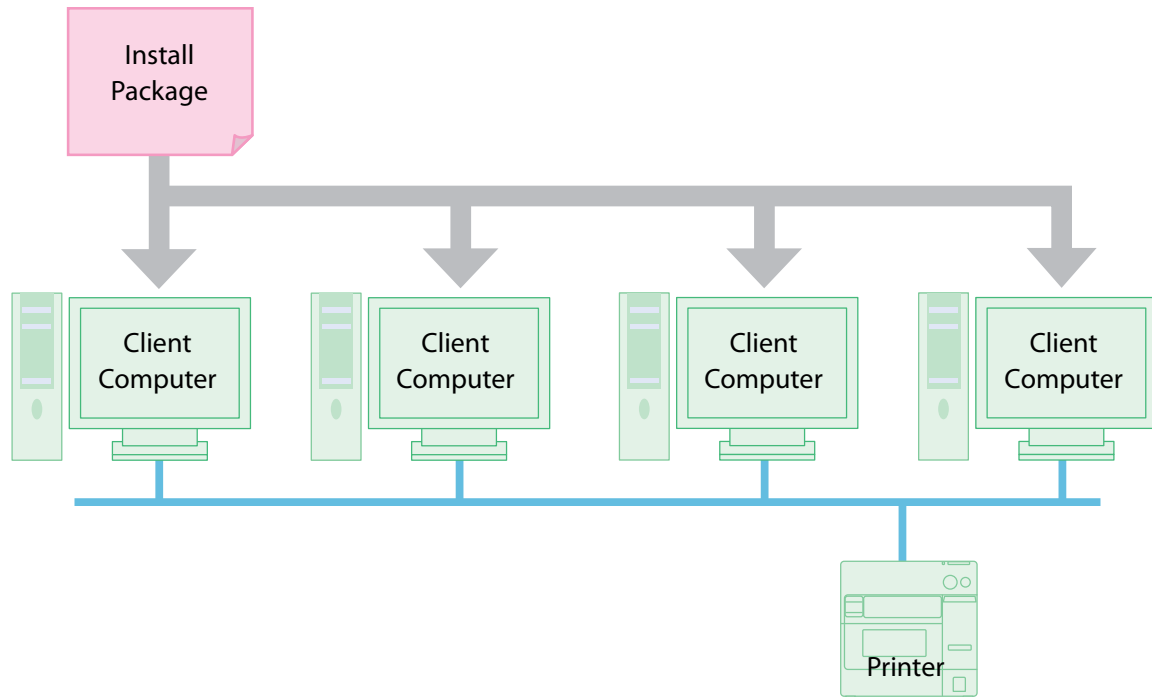 Install
Package
Client
Computer
Client
Computer
Client
Computer
Client
Computer
Printer